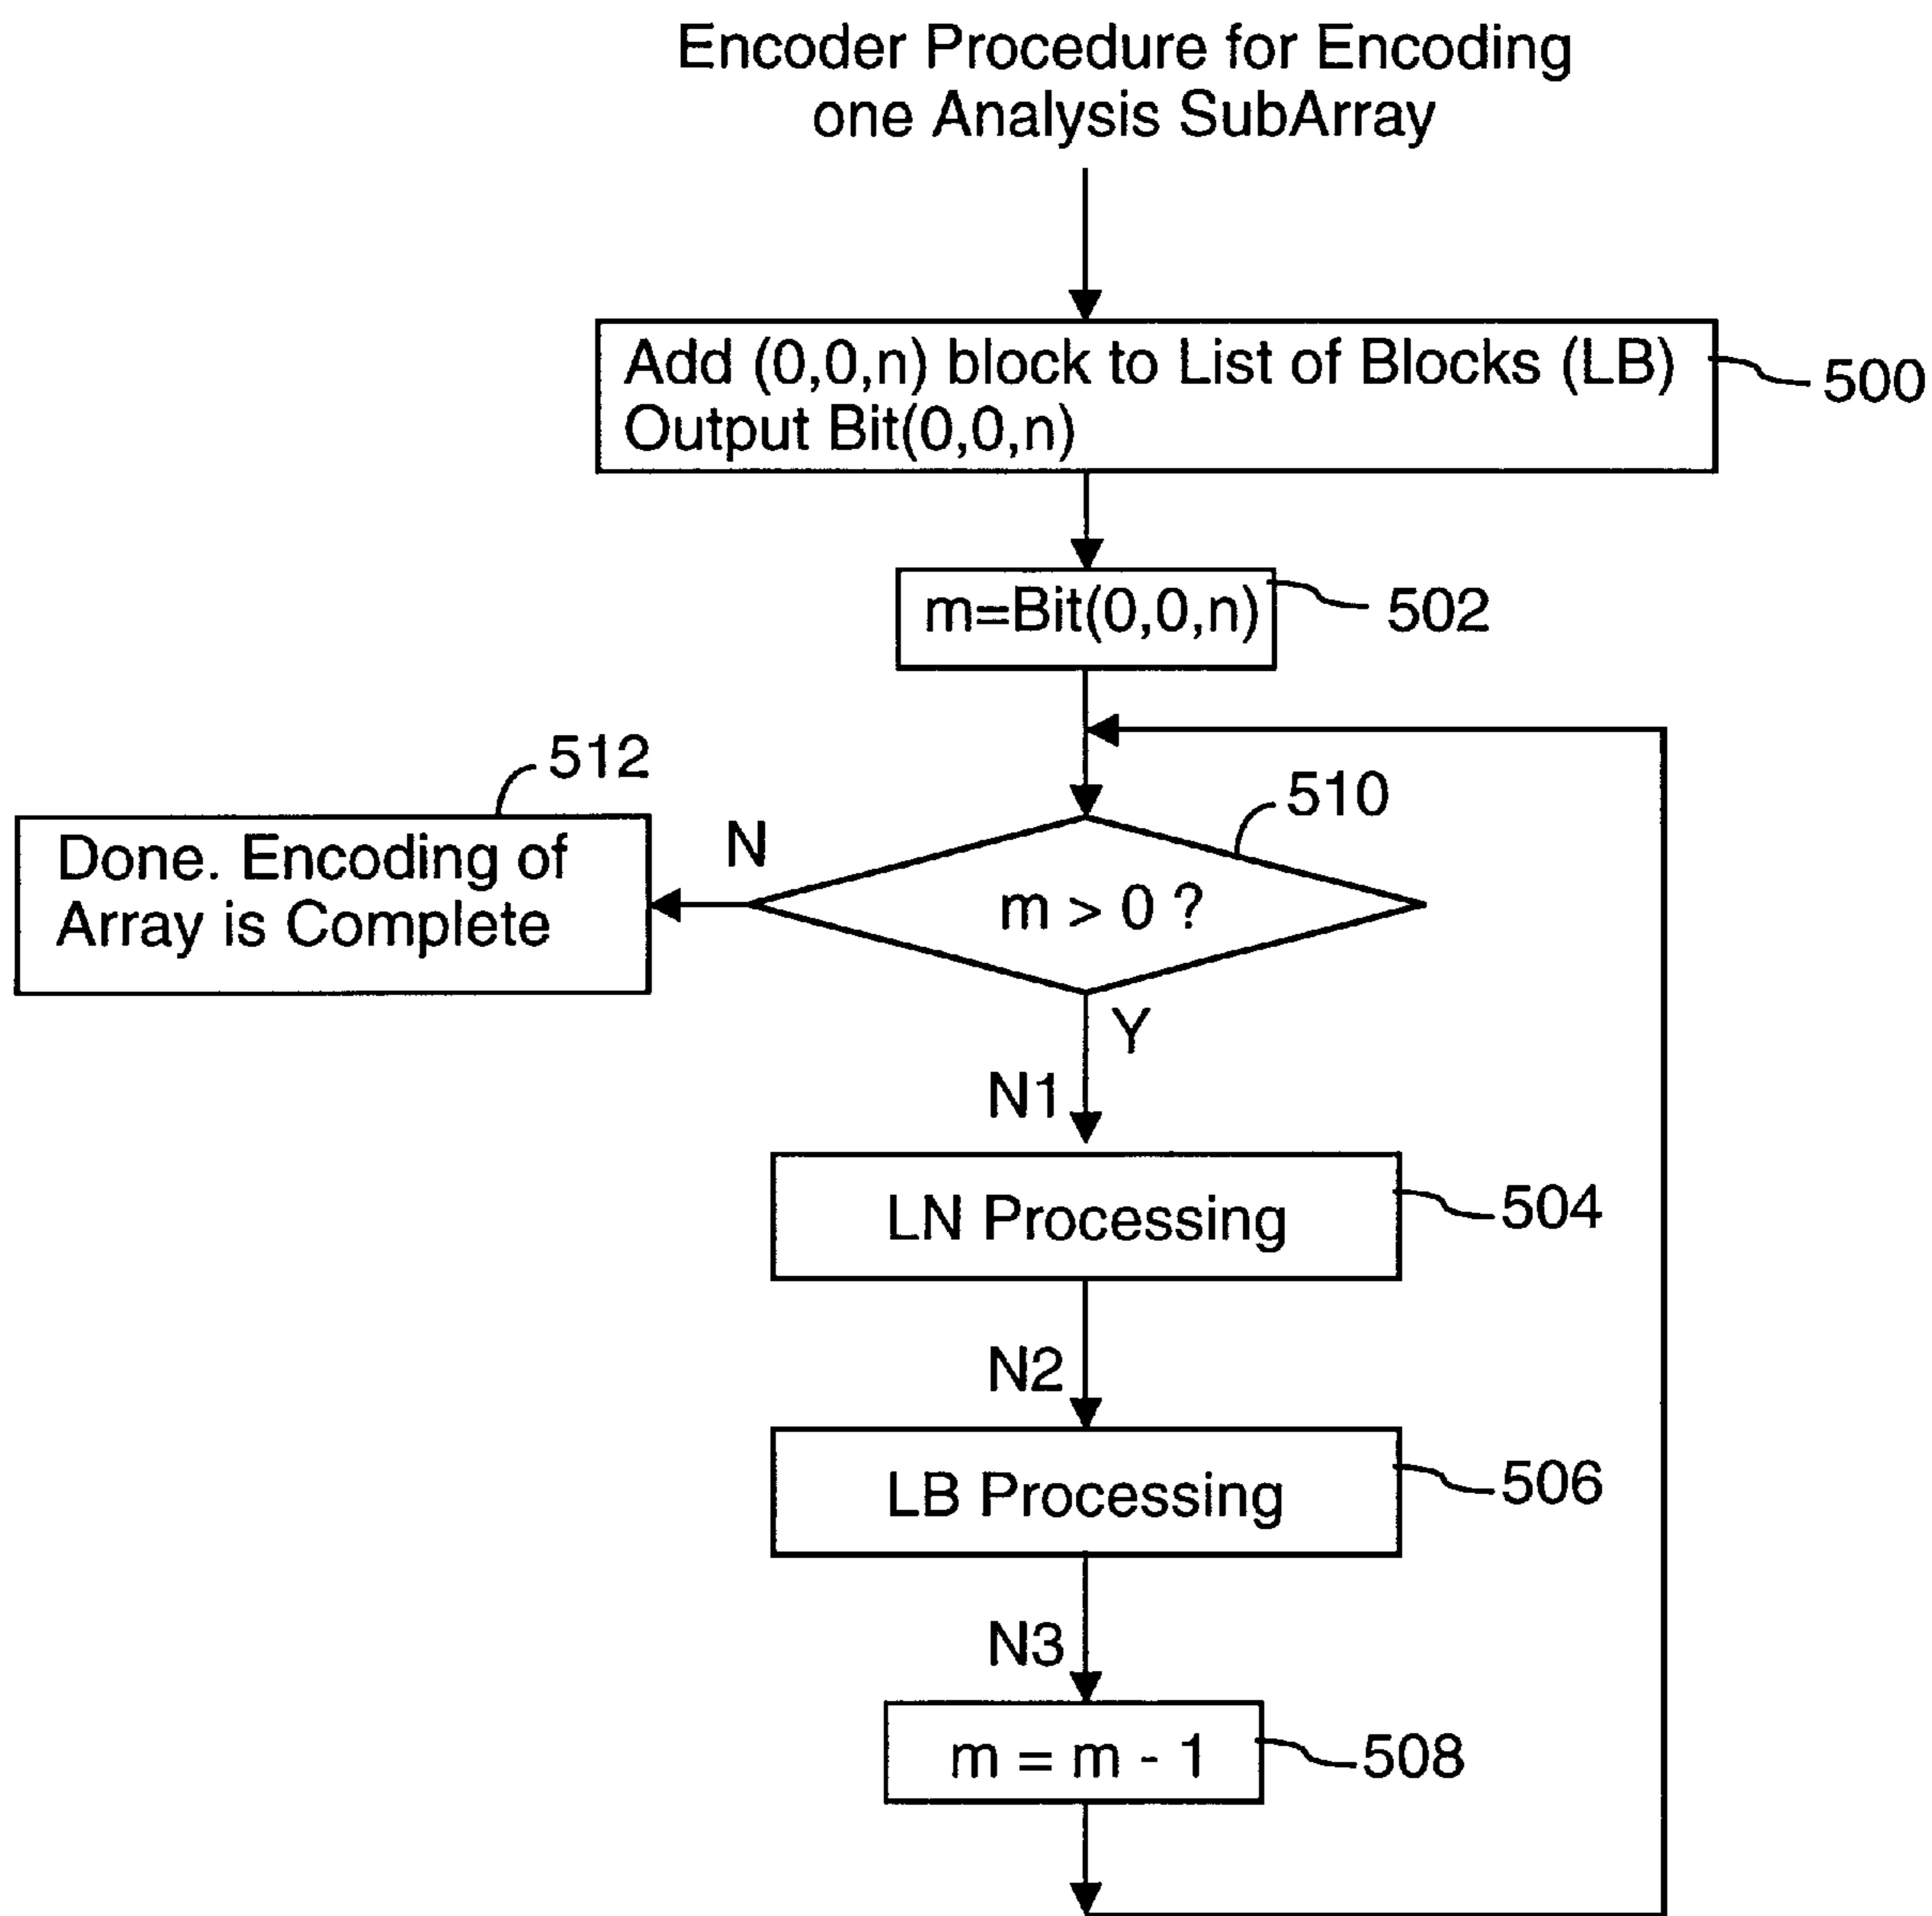 Encoder Procedure for Encoding
one Analysis SubArray
Add (0,0,n) block to List of Blocks (LB)
Output Bit(0,0,n)
500
m=Bit(0,0,n)
502
512
510
Done. Encoding of
Array is Complete
N
m > 0 ?
Y
N1
LN Processing
504
N2
LB Processing
506
N3
m = m - 1
508